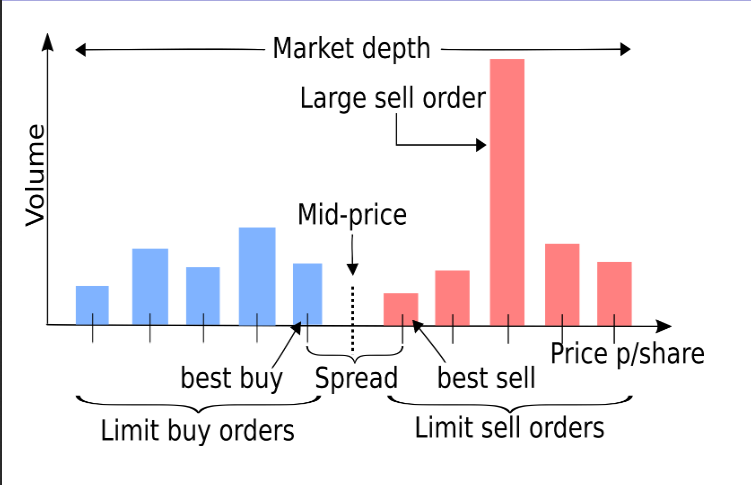 Market depth
Large sell order
Volume
Mid-price
Price p/share
best buy
Spread
best sell
Limit buy orders
Limit sell orders